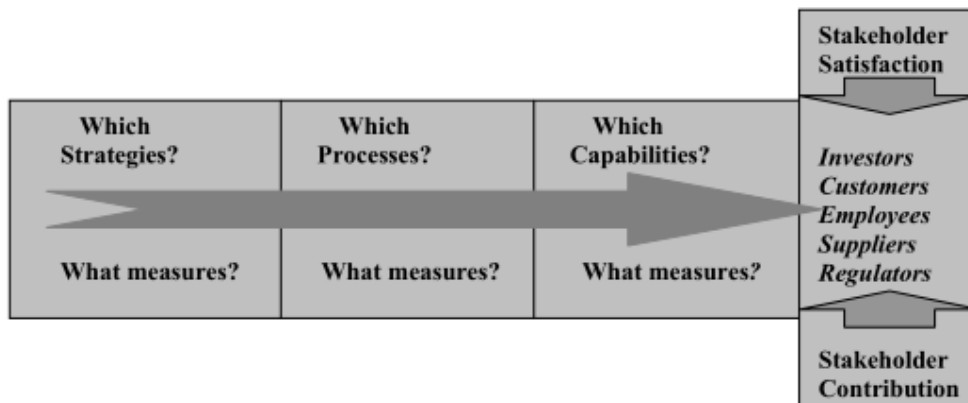 Stakeholder
Satisfaction
Which
Strategies?
What measures?
Which
Processes?
What measures?
Which
Capabilities?
What measures?
Investors
Customers
Employees
Suppliers
Regulators
Stakeholder
Contribution